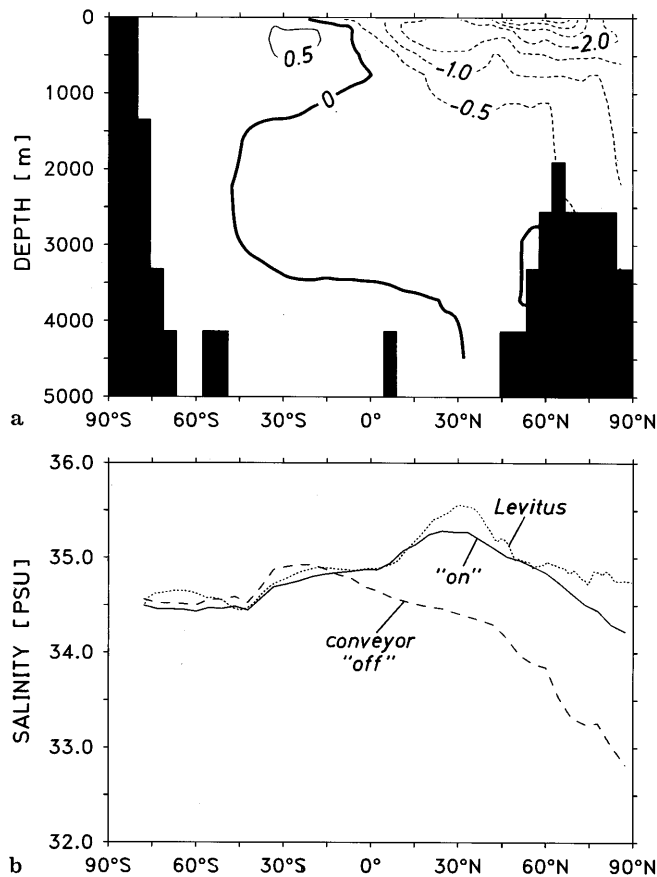 0
0.5
-2.0
-1.0
1000
0
-0.5
2000
DEPTH [m]
3000
4000
5000
a
90°S 60°S 30°S 0° 30°N 60°N 90°N
36.0
Levitus
35.0
"on"
SALINITY [PSU]
34.0
conveyor
"off"
33.0
32.0
b
90°S 60°S 30°S 0° 30°N 60°N 90°N